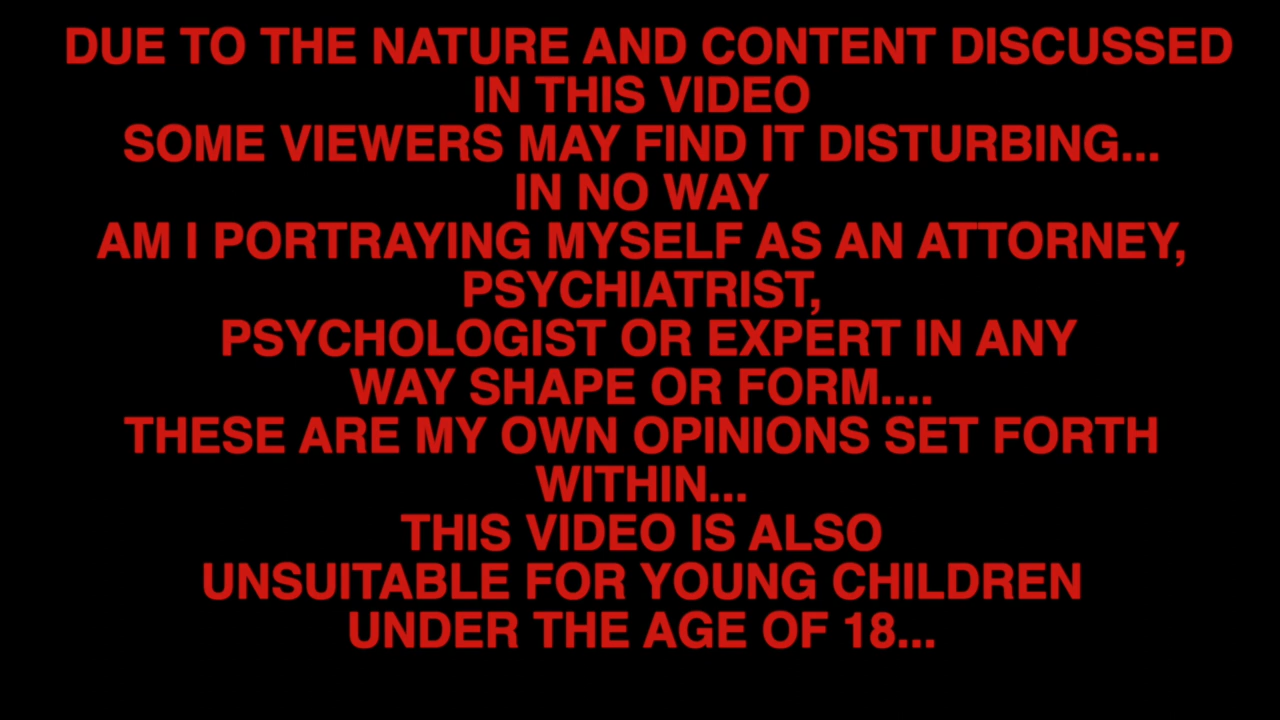 DUE TO THE NATURE AND CONTENT DISCUSSED
IN THIS VIDEO
SOME VIEWERS MAY FIND IT DISTURBING...
IN NO WAY
AM I PORTRAYING MYSELF AS AN ATTORNEY,
PSYCHIATRIST,
PSYCHOLOGIST OR EXPERT IN ANY
WAY SHAPE OR FORM....
THESE ARE MY OWN OPINIONS SET FORTH
WITHIN...
THIS VIDEO IS ALSO
UNSUITABLE FOR YOUNG CHILDREN
UNDER THE AGE OF 18...